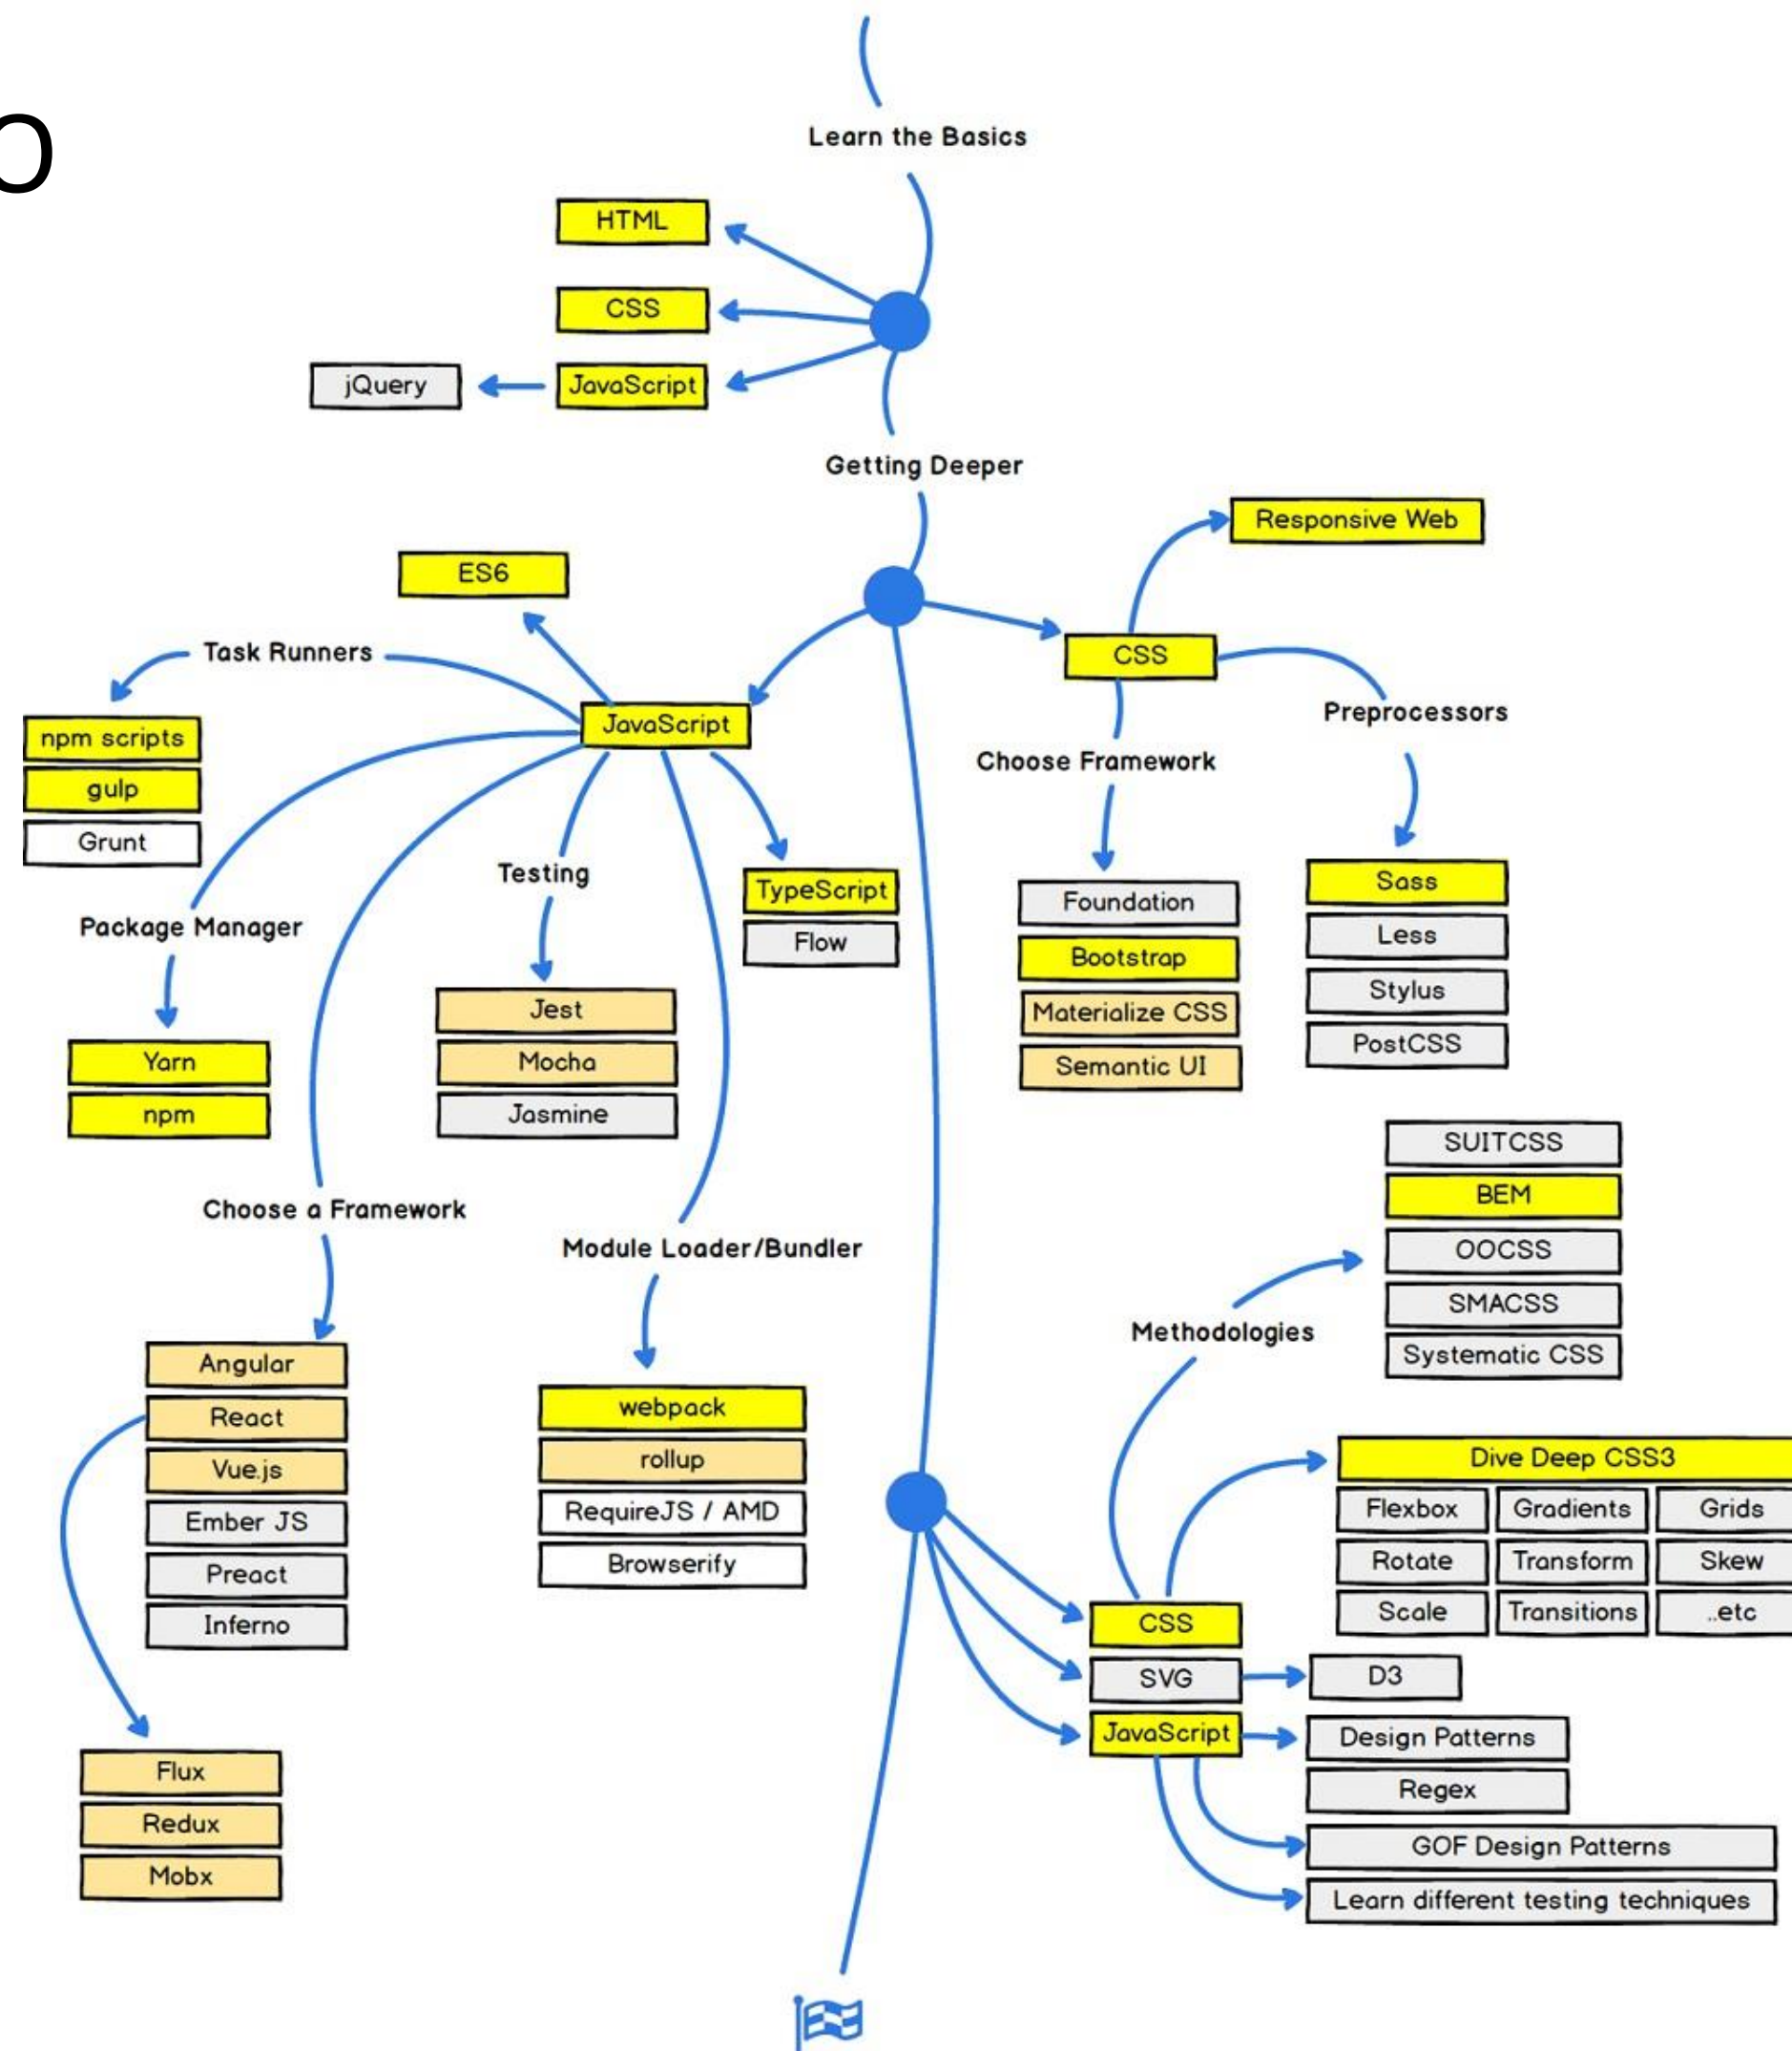 O
Learn the Basics
HTML
CSS
jQuery
JavaScript
Getting Deeper
Responsive Web
ES6
Task Runners
CSS
JavaScript
Preprocessors
npm scripts
gulp
Grunt
Choose Framework
Testing
TypeScript
Flow
Package Manager
Foundation
Bootstrap
Materialize CSS
Semantic UI
Sass
Less
Stylus
PostCSS
Jest
Mocha
Jasmine
Yarn
npm
SUITCSS
BEM
OOCSS
SMACSS
Systematic CSS
Choose a Framework
Module Loader/Bundler
Methodologies
Angular
React
Vue.js
Ember JS
Preact
Inferno
webpack
rollup
RequireJS / AMD
Browserify
Dive Deep CSS3
Flexbox Gradients Grids
Rotate Transform Skew
Scale Transitions ..etc
CSS
SVG
D3
JavaScript
Design Patterns
Regex
GOF Design Patterns
Learn different testing techniques
Flux
Redux
Mobx